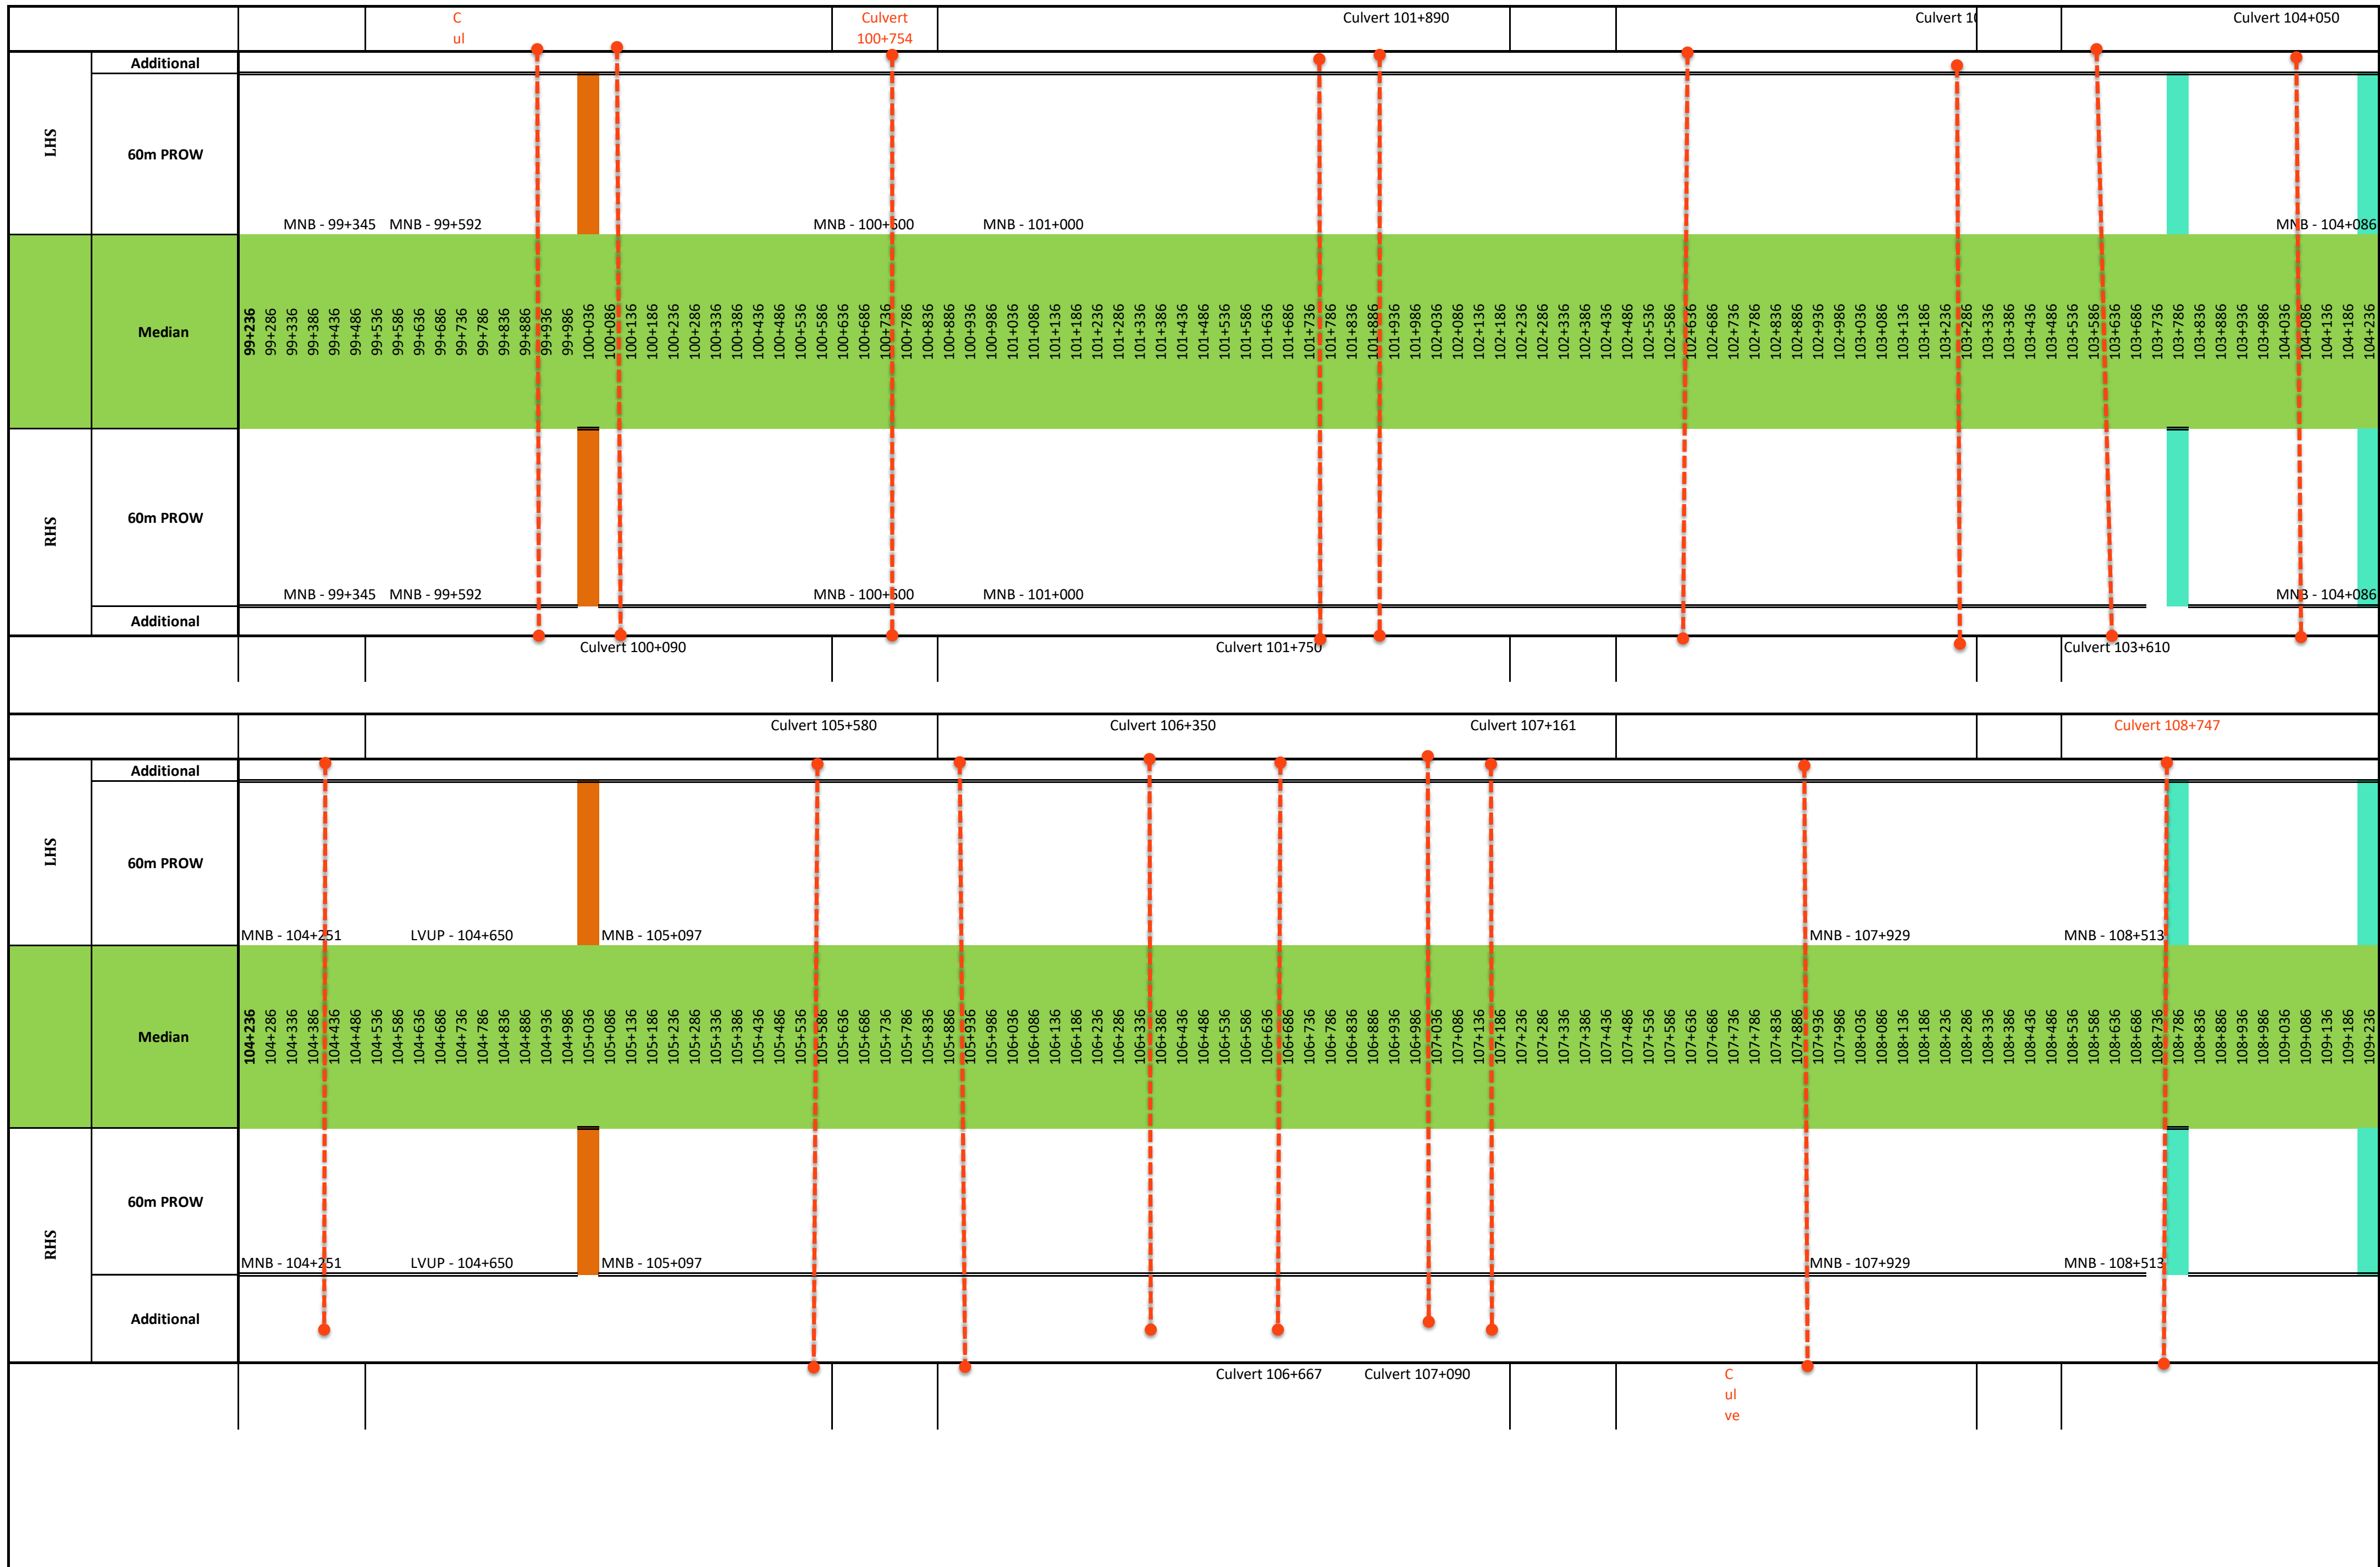 C
ul
Culvert
100+754
Culvert 101+890
Culvert 10
Culvert 104+050
Additional
LHS
60m PROW
MNB - 99+345 MNB - 99+592 MNB - 100+600 MNB - 101+000 MNB - 104+086
Median
99+236 99+286 99+336 99+386 99+436 99+486 99+536 99+586 99+636 99+686 99+736 99+786 99+836 99+886 99+936 99+986 100+036 100+086 100+136 100+186 100+236 100+286 100+336 100+386 100+436 100+486 100+536 100+586 100+636 100+686 100+736 100+786 100+836 100+886 100+936 100+986 101+036 101+086 101+136 101+186 101+236 101+286 101+336 101+386 101+436 101+486 101+536 101+586 101+636 101+686 101+736 101+786 101+836 101+886 101+936 101+986 102+036 102+086 102+136 102+186 102+236 102+286 102+336 102+386 102+436 102+486 102+536 102+586 102+636 102+686 102+736 102+786 102+836 102+886 102+936 102+986 103+036 103+086 103+136 103+186 103+236 103+286 103+336 103+386 103+436 103+486 103+536 103+586 103+636 103+686 103+736 103+786 103+836 103+886 103+936 103+986 104+036 104+086 104+136 104+186 104+236
RHS
60m PROW
MNB - 99+345 MNB - 99+592 MNB - 100+600 MNB - 101+000 MNB - 104+086
Additional
Culvert 100+090 Culvert 101+750 Culvert 103+610
Culvert 105+580 Culvert 106+350 Culvert 107+161 Culvert 108+747
Additional
LHS
60m PROW
MNB - 104+251 LVUP - 104+650 MNB - 105+097 MNB - 107+929 MNB - 108+513
Median
104+236 104+286 104+336 104+386 104+436 104+486 104+536 104+586 104+636 104+686 104+736 104+786 104+836 104+886 104+936 104+986 105+036 105+086 105+136 105+186 105+236 105+286 105+336 105+386 105+436 105+486 105+536 105+586 105+636 105+686 105+736 105+786 105+836 105+886 105+936 105+986 106+036 106+086 106+136 106+186 106+236 106+286 106+336 106+386 106+436 106+486 106+536 106+586 106+636 106+686 106+736 106+786 106+836 106+886 106+936 106+986 107+036 107+086 107+136 107+186 107+236 107+286 107+336 107+386 107+436 107+486 107+536 107+586 107+636 107+686 107+736 107+786 107+836 107+886 107+936 107+986 108+036 108+086 108+136 108+186 108+236 108+286 108+336 108+386 108+436 108+486 108+536 108+586 108+636 108+686 108+736 108+786 108+836 108+886 108+936 108+986 109+036 109+086 109+136 109+186 109+236
RHS
60m PROW
MNB - 104+251 LVUP - 104+650 MNB - 105+097 MNB - 107+929 MNB - 108+513
Additional
Culvert 106+667 Culvert 107+090
C
ul
ve